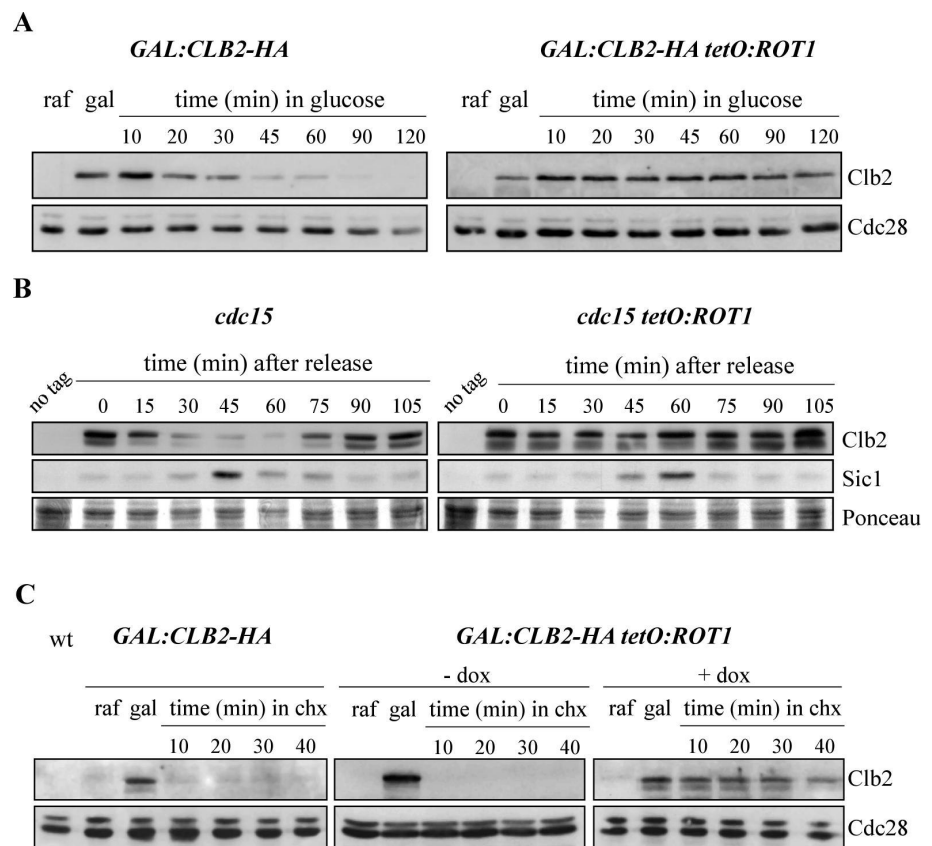 A
GAL:CLB2-HA
GAL:CLB2-HA tetO:ROT1
raf gal time (min) in glucose
10 20 30 45 60 90 120
raf gal time (min) in glucose
10 20 30 45 60 90 120
Clb2
Cdc28
B
cdc15
cdc15 tetO:ROT1
no tag time (min) after release
0 15 30 45 60 75 90 105
no tag time (min) after release
0 15 30 45 60 75 90 105
Clb2
Sic1
Ponceau
C
wt GAL:CLB2-HA
GAL:CLB2-HA tetO:ROT1
- dox
+ dox
raf gal time (min) in chx
10 20 30 40
raf gal time (min) in chx
10 20 30 40
raf gal time (min) in chx
10 20 30 40
Clb2
Cdc28